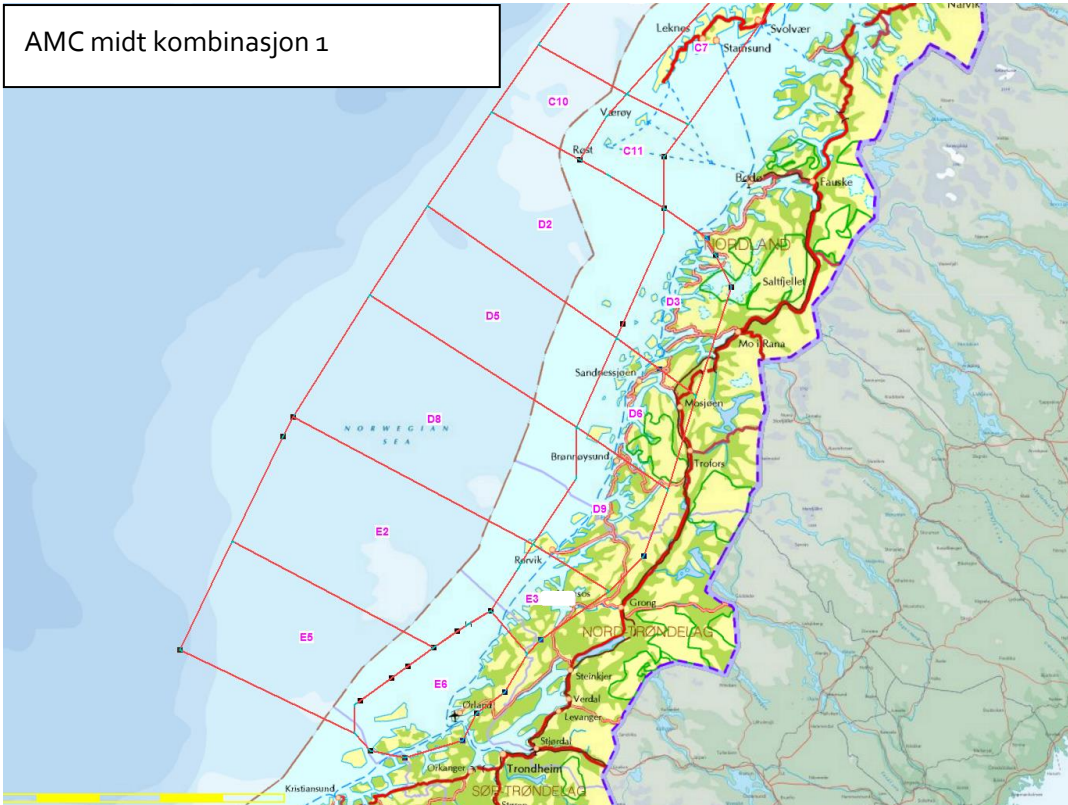 AMC midt kombinasjon 1
Narvik
Leknes
Svolvær
C7
Stamsund
C10
Værøy
Røst
C11
Bodø
Fauske
D2
NORDLAND
Saltfjellet
D3
D5
Mo i Rana
Sandnessjøen
Mosjøen
D8
D6
NORWEGIAN
SEA
Brønnøysund
Trofors
D9
E2
Rørvik
E3
sos
Grong
NORD-TRØNDELAG
E5
Steinkjer
E6
Ørland
Verdal
Levanger
Stjørdal
Orkanger
Trondheim
Kristiansund
SØR-TRØNDELAG